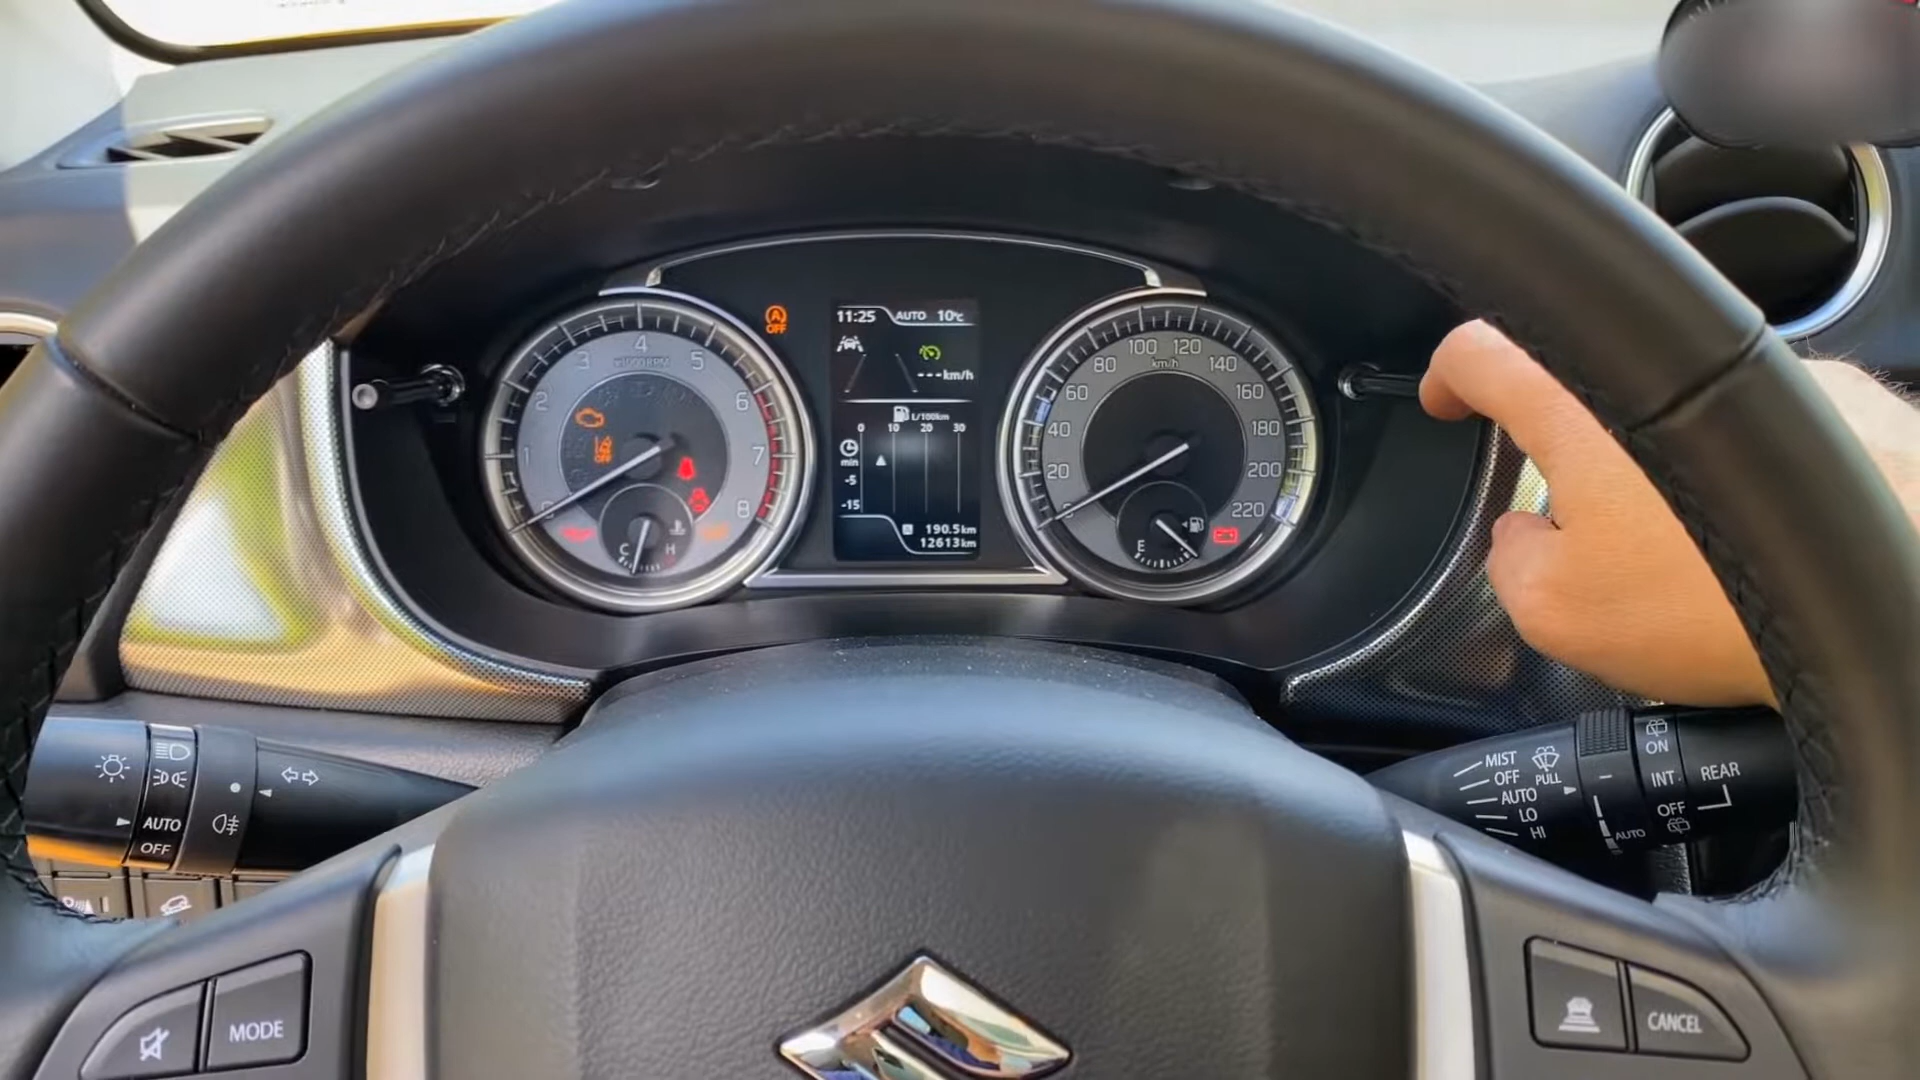 OFF
11:25 AUTO 10°C
---km/h
L/100km
0 10 20 30
min
-5
-15
A 190.5km
12613km
1 2 3 4 5 6 7 8
OFF
C H
km/h
0 20 40 60 80 100 120 140 160 180 200 220
E
AUTO
OFF
MIST
OFF PULL
AUTO
LO
HI
AUTO
ON
INT
OFF
REAR
MODE
CANCEL